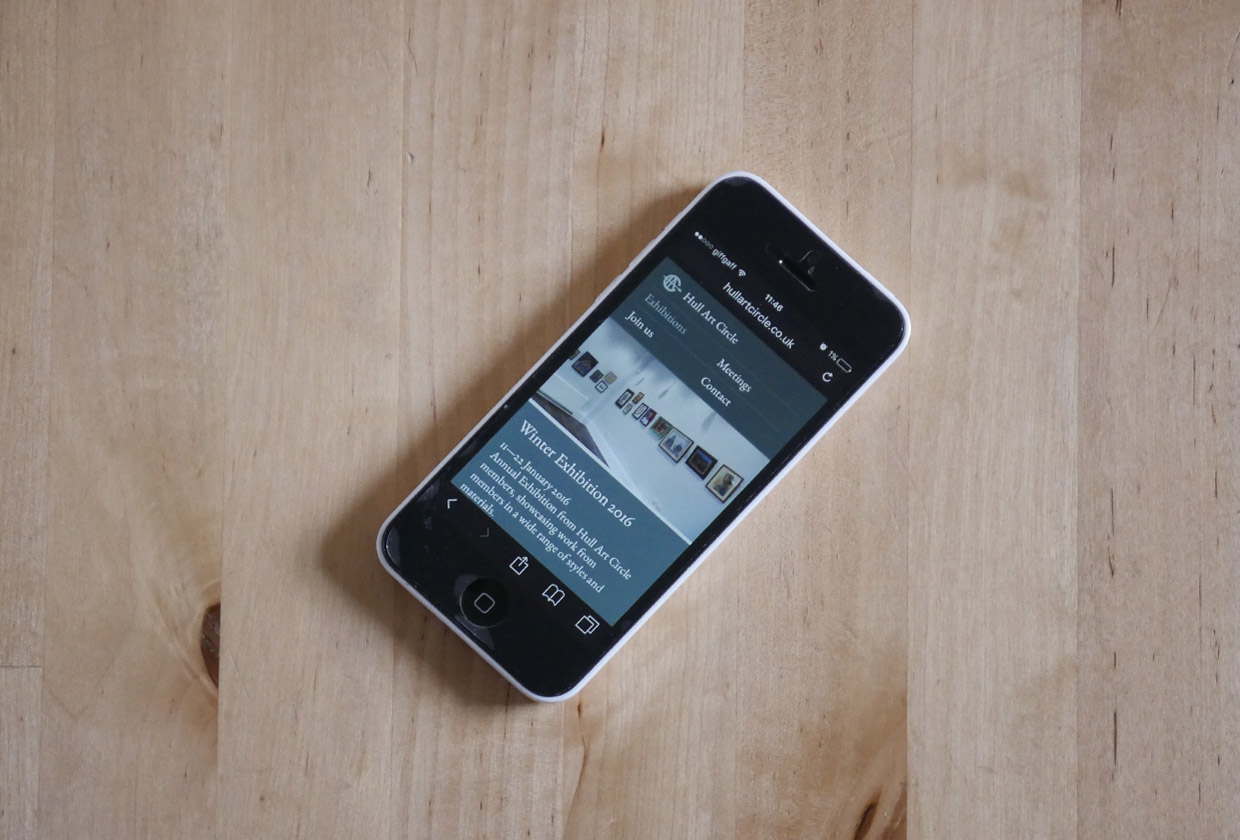 giffgaff 11:46 1%
hullartcircle.co.uk
Hull Art Circle
Exhibitions Meetings
Join us Contact
Winter Exhibition 2016
11—22 January 2016
Annual Exhibition from Hull Art Circle
members, showcasing work from
members in a wide range of styles and
materials.